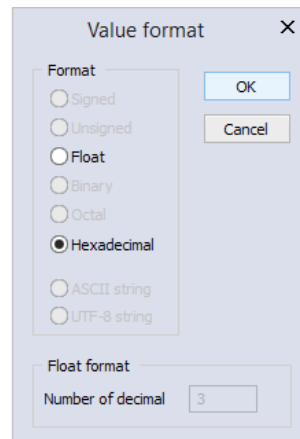 Value format
Format
Signed
Unsigned
Float
Binary
Octal
Hexadecimal
ASCII string
UTF-8 string
OK
Cancel
Float format
Number of decimal 3